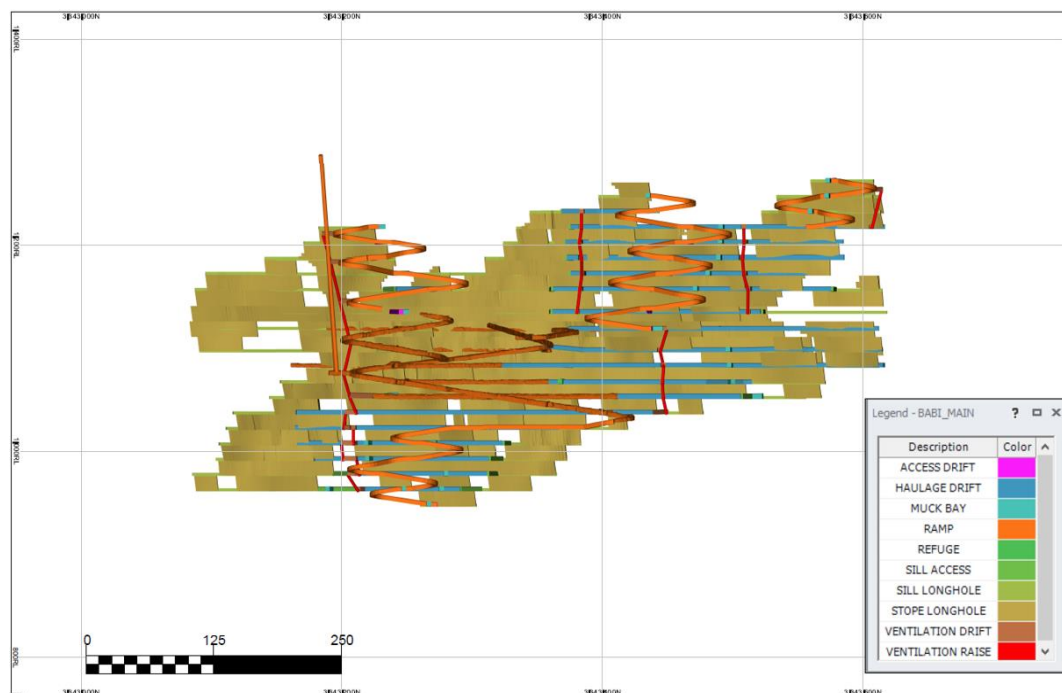 800RL
0
125
250
Legend - BABI_MAIN
Description Color
ACCESS DRIFT
HAULAGE DRIFT
MUCK BAY
RAMP
REFUGE
SILL ACCESS
SILL LONGHOLE
STOPE LONGHOLE
VENTILATION DRIFT
VENTILATION RAISE